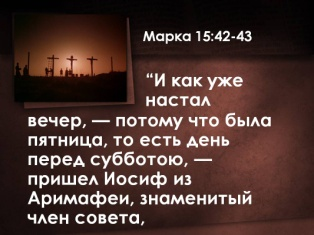 Марка 15:42-43
“И как уже
настал
вечер, — потому что была
пятница, то есть день
перед субботою, —
пришел Иосиф из
Аримафеи, знаменитый
член совета,